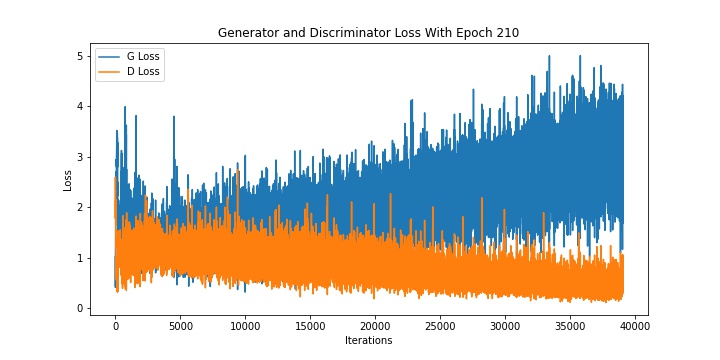 Generator and Discriminator Loss With Epoch 210
G Loss
D Loss
5
4
3
2
1
0
Loss
0 5000 10000 15000 20000 25000 30000 35000 40000
Iterations